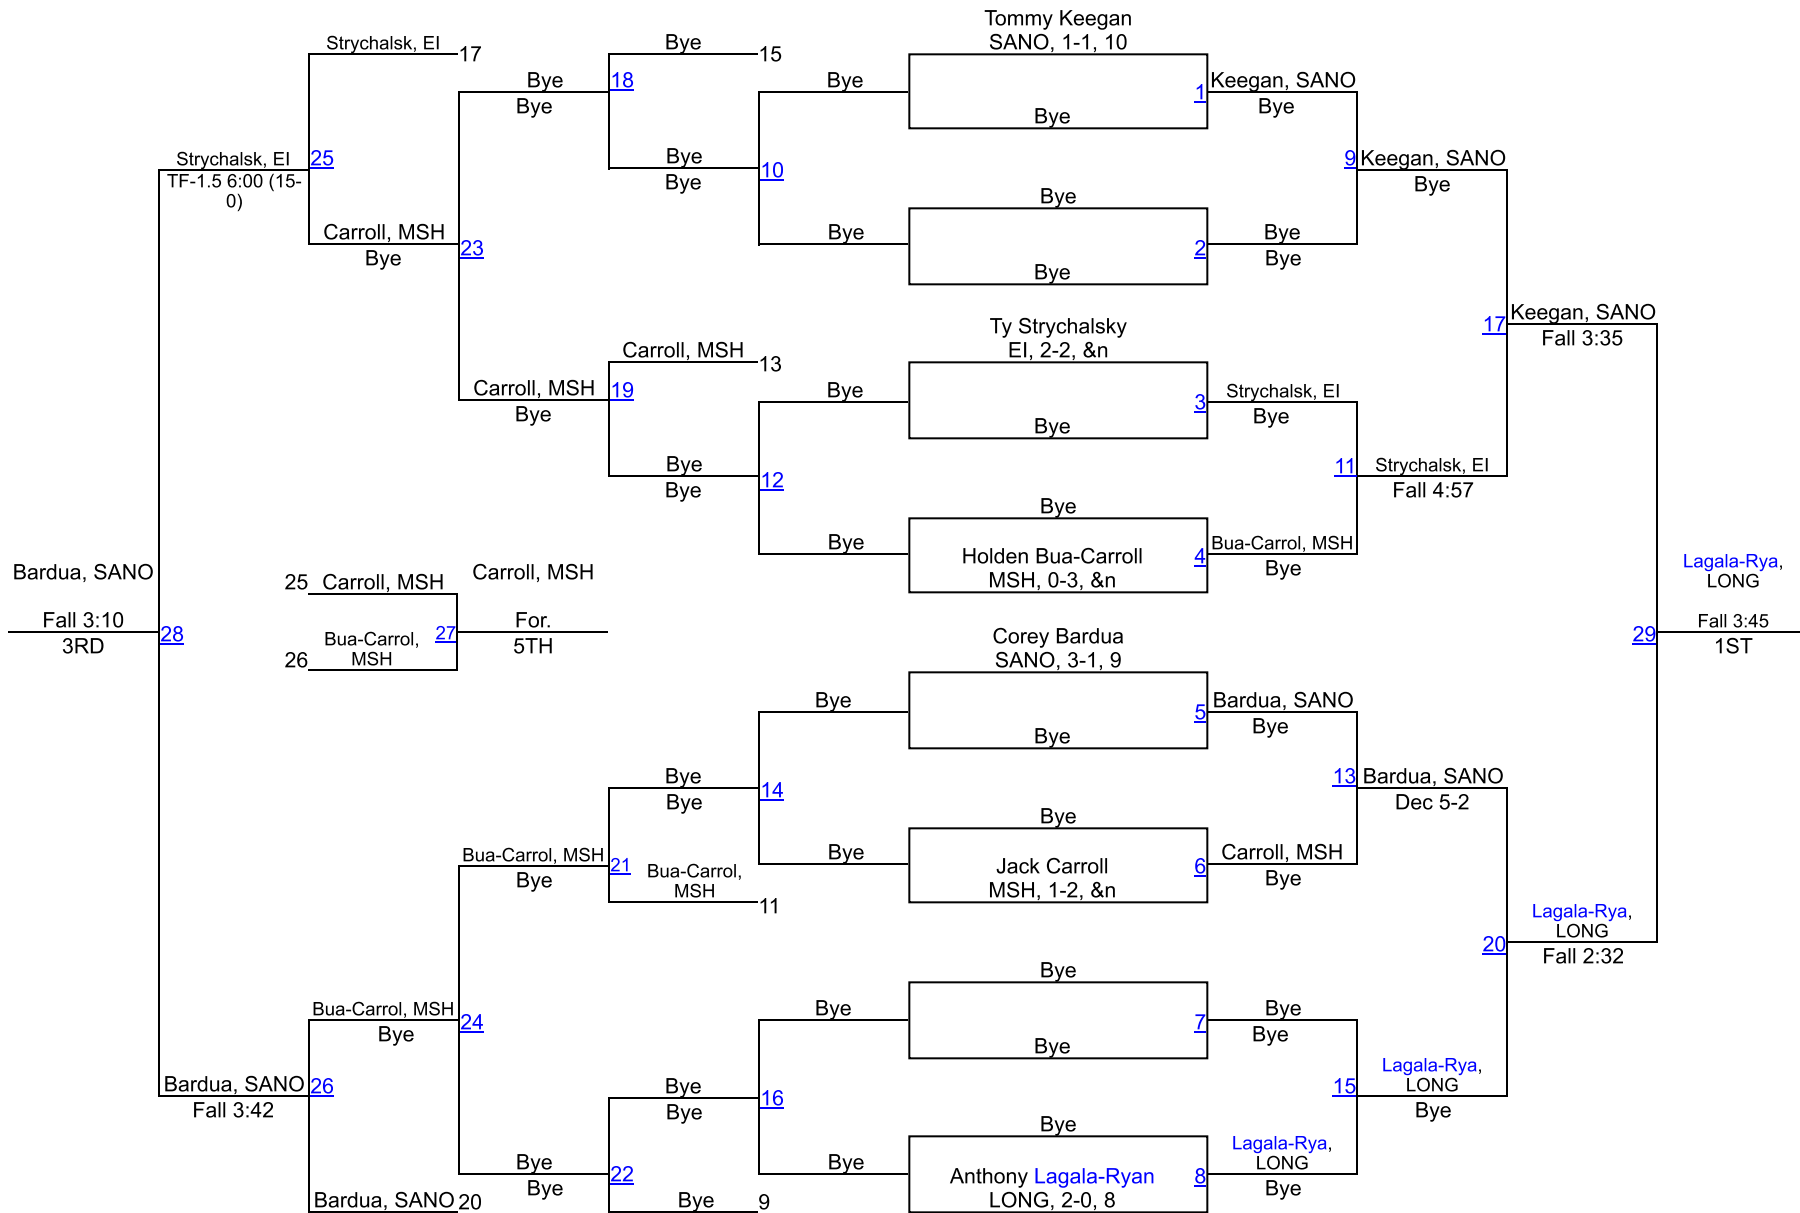 Tommy Keegan
SANO, 1-1, 10
Strychalsk, EI
17
Bye
15
Bye
18
Bye
Bye
1
Keegan, SANO
Bye
Bye
Bye
Bye
10
Bye
9
Keegan, SANO
Bye
Strychalsk, EI
25
TF-1.5 6:00 (15-
0)
Bye
Bye
2
Bye
Bye
Bye
Carroll, MSH
23
Bye
Ty Strychalsky
EI, 2-2, &n
17
Keegan, SANO
Fall 3:35
Carroll, MSH
13
Carroll, MSH
19
Bye
Bye
3
Strychalsk, EI
Bye
Bye
Bye
12
Bye
11
Strychalsk, EI
Fall 4:57
Bye
Bye
Holden Bua-Carroll
MSH, 0-3, &n
4
Bua-Carrol, MSH
Bye
Bardua, SANO
Fall 3:10
3RD
28
25
Carroll, MSH
Carroll, MSH
26
Bua-Carrol,
MSH
27
For.
5TH
Lagala-Rya,
LONG
29
Fall 3:45
1ST
Corey Bardua
SANO, 3-1, 9
Bye
5
Bardua, SANO
Bye
Bye
Bye
14
Bye
13
Bardua, SANO
Dec 5-2
Bye
Bye
Jack Carroll
MSH, 1-2, &n
6
Carroll, MSH
Bye
Bua-Carrol, MSH
21
Bye
Bua-Carrol,
MSH
11
20
Lagala-Rya,
LONG
Fall 2:32
Bye
Bye
7
Bye
Bye
Bye
Bua-Carrol, MSH
24
Bye
Bardua, SANO
26
Fall 3:42
Bye
16
Bye
15
Lagala-Rya,
LONG
Bye
Bye
Bye
22
Bye
Bye
Bye
Anthony Lagala-Ryan
LONG, 2-0, 8
8
Lagala-Rya,
LONG
Bye
Bardua, SANO
20
Bye
9